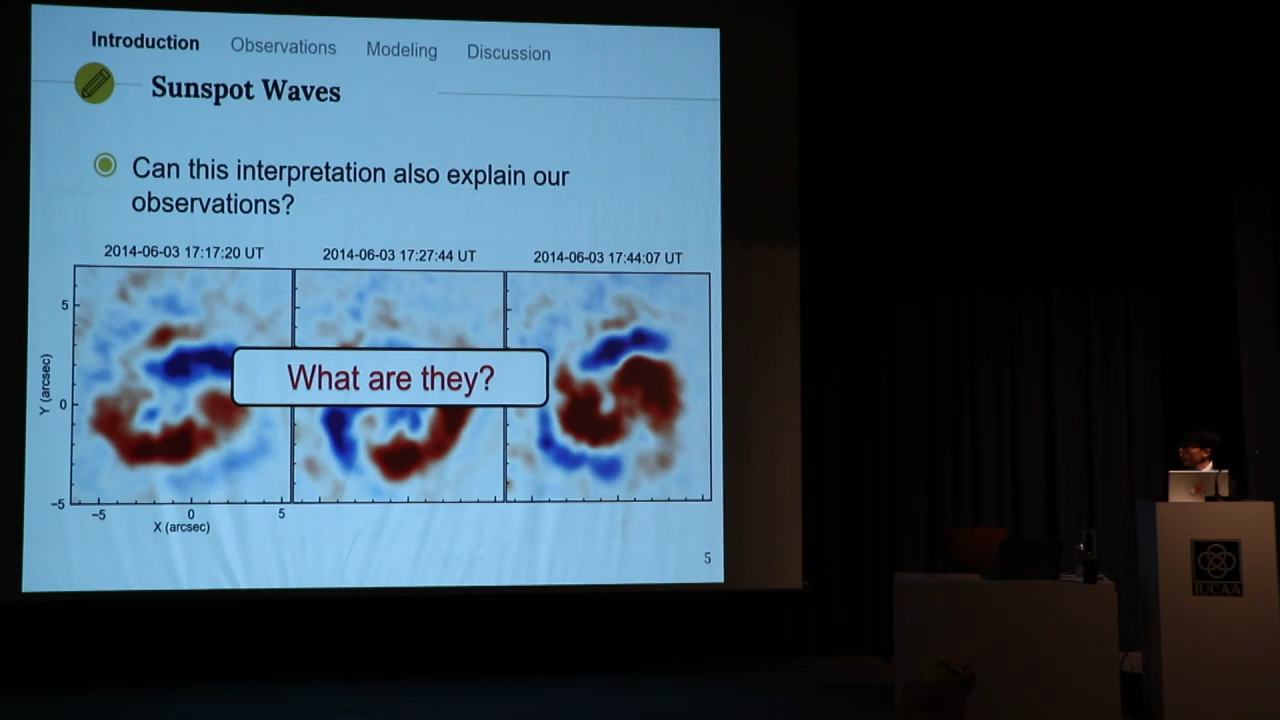 Introduction Observations Modeling Discussion
Sunspot Waves
Can this interpretation also explain our
observations?
2014-06-03 17:17:20 UT 2014-06-03 17:27:44 UT 2014-06-03 17:44:07 UT
What are they?
Y (arcsec)
5
0
−5
−5 0 5
X (arcsec)
5
IUCAA